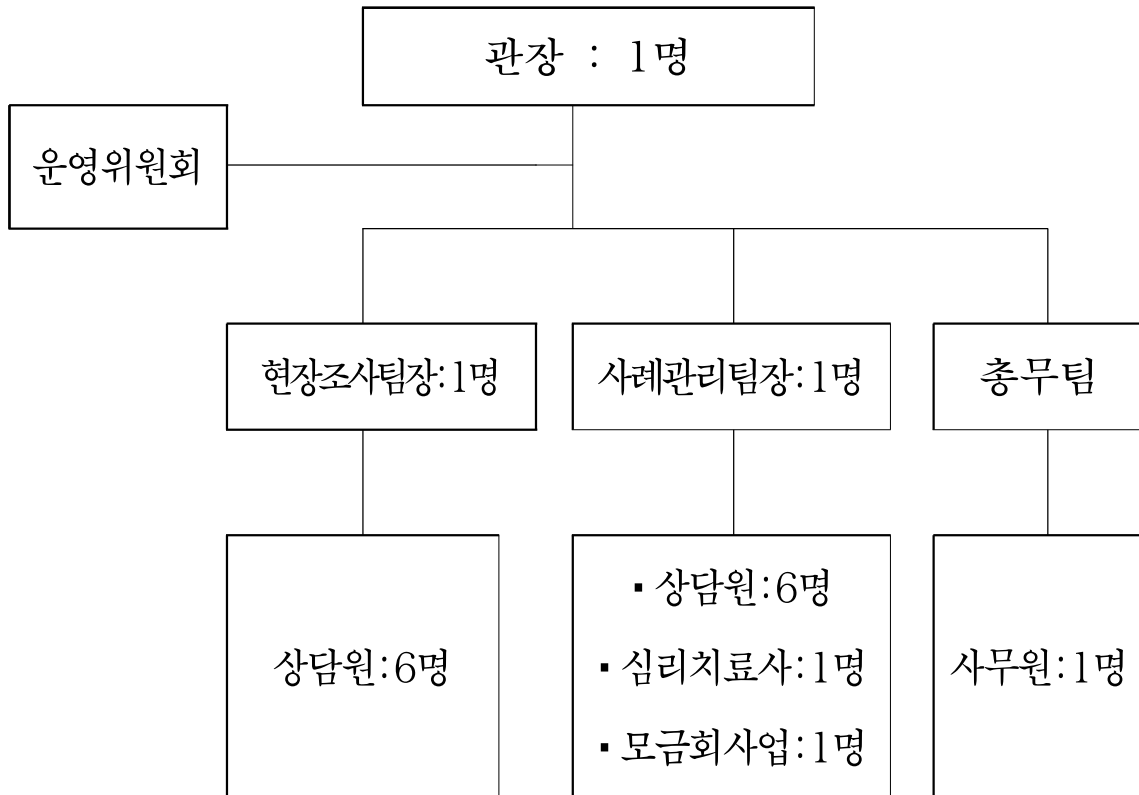 관장 : 1명
운영위원회
현장조사팀장:1명
사례관리팀장:1명
총무팀
상담원:6명
▪상담원:6명
▪심리치료사:1명
▪모금회사업:1명
사무원:1명